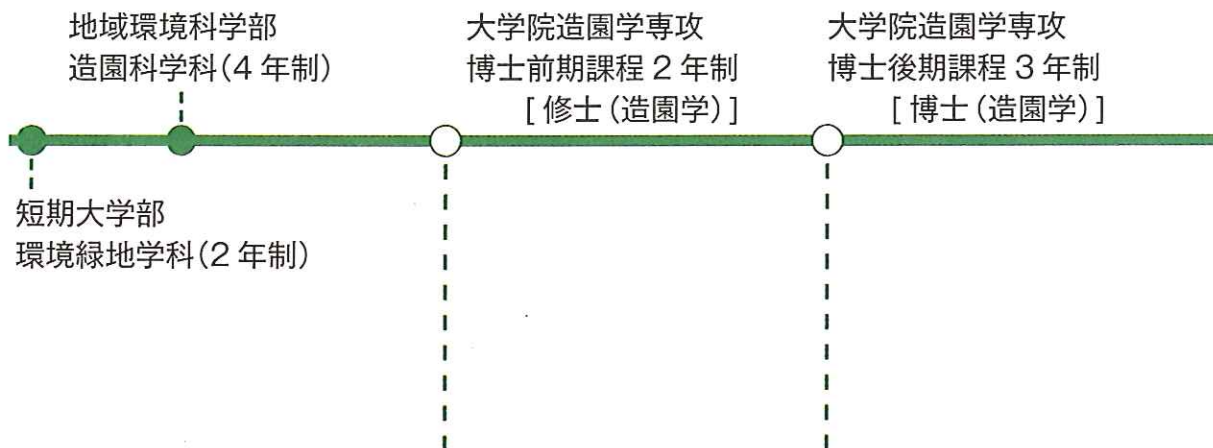 地域環境科学部
造園科学科(4年制)
大学院造園学専攻
博士前期課程 2 年制
[ 修士 (造園学) ]
大学院造園学専攻
博士後期課程 3 年制
[ 博士 (造園学) ]
短期大学部
環境緑地学科(2年制)